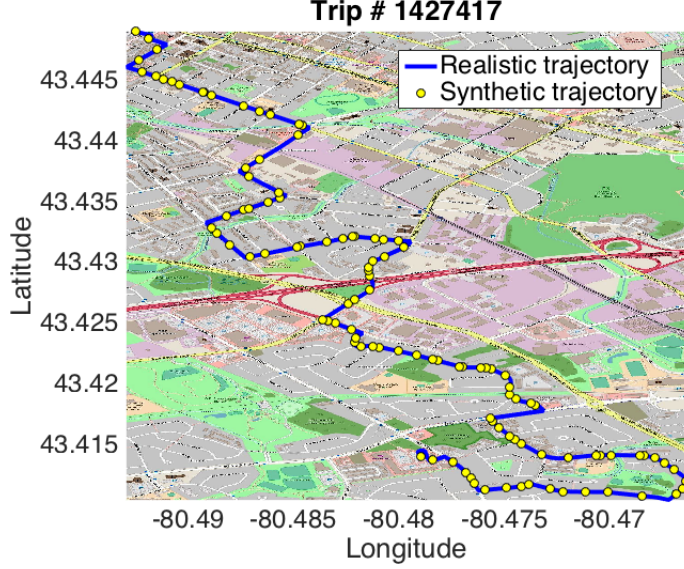 Trip # 1427417
Realistic trajectory
Synthetic trajectory
43.445
43.44
43.435
43.43
43.425
43.42
43.415
Latitude
-80.49
-80.485
-80.48
-80.475
-80.47
Longitude